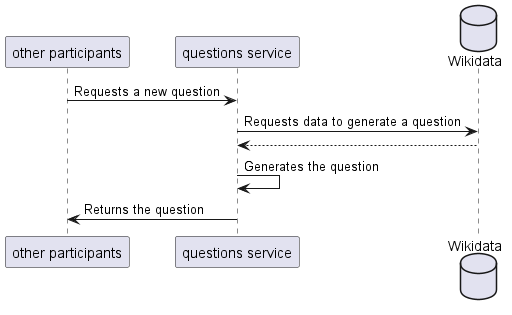 Wikidata
other participants
questions service
Requests a new question
Requests data to generate a question
Generates the question
Returns the question
other participants
questions service
Wikidata